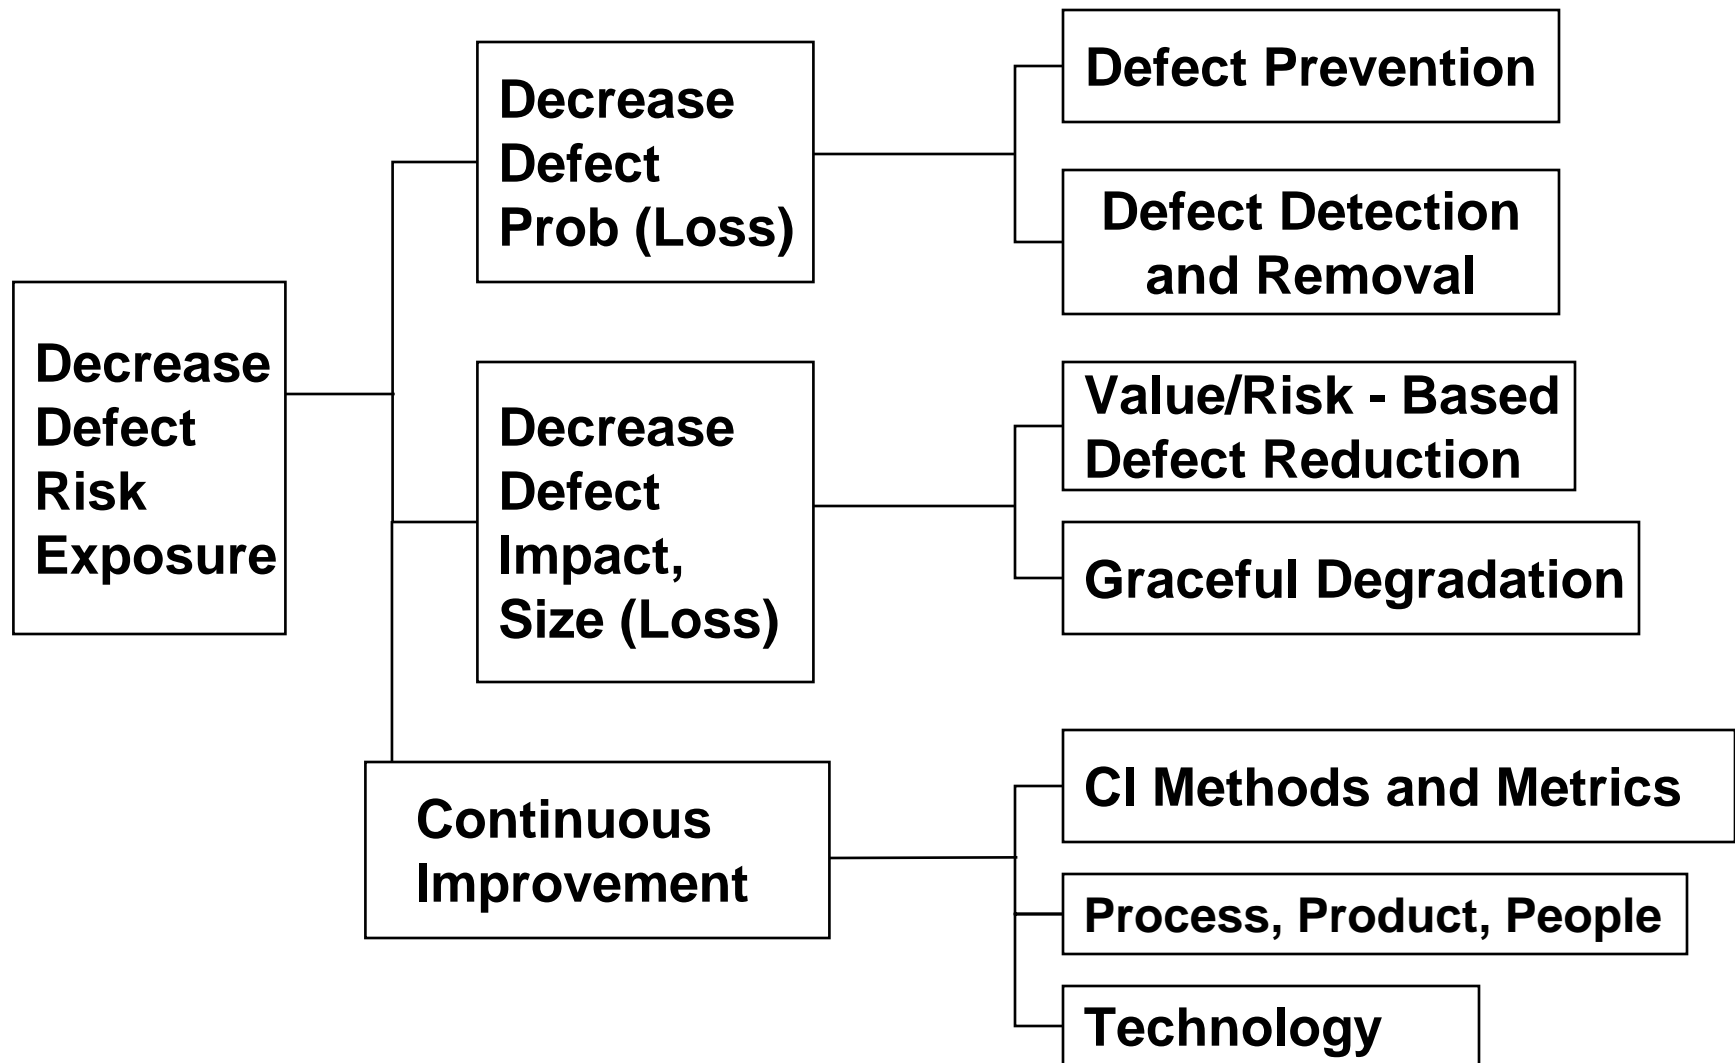 Decrease
Defect
Risk
Exposure
Decrease
Defect
Prob (Loss)
Defect Prevention
Defect Detection
and Removal
Decrease
Defect
Impact,
Size (Loss)
Value/Risk - Based
Defect Reduction
Graceful Degradation
Continuous
Improvement
CI Methods and Metrics
Process, Product, People
Technology